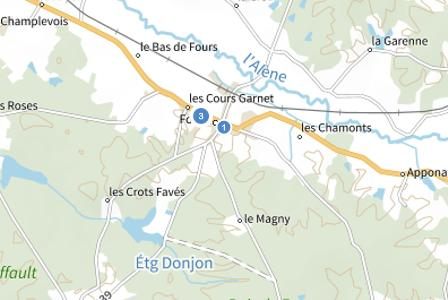 Champlevois
le Bas de Fours
la Garenne
l'Alène
les Cours Garnet
s Roses
3
Fo
1
les Chamonts
Appona
les Crots Favés
le Magny
Étg Donjon
ffault
39